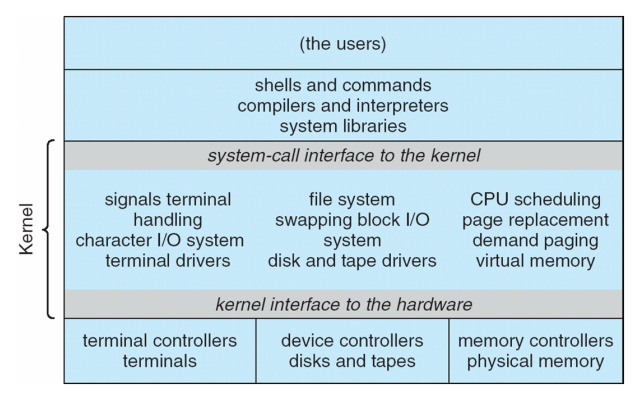 (the users)
shells and commands
compilers and interpreters
system libraries
system-call interface to the kernel
Kernel
signals terminal
handling
character I/O system
terminal drivers
file system
swapping block I/O
system
disk and tape drivers
CPU scheduling
page replacement
demand paging
virtual memory
kernel interface to the hardware
terminal controllers
terminals
device controllers
disks and tapes
memory controllers
physical memory